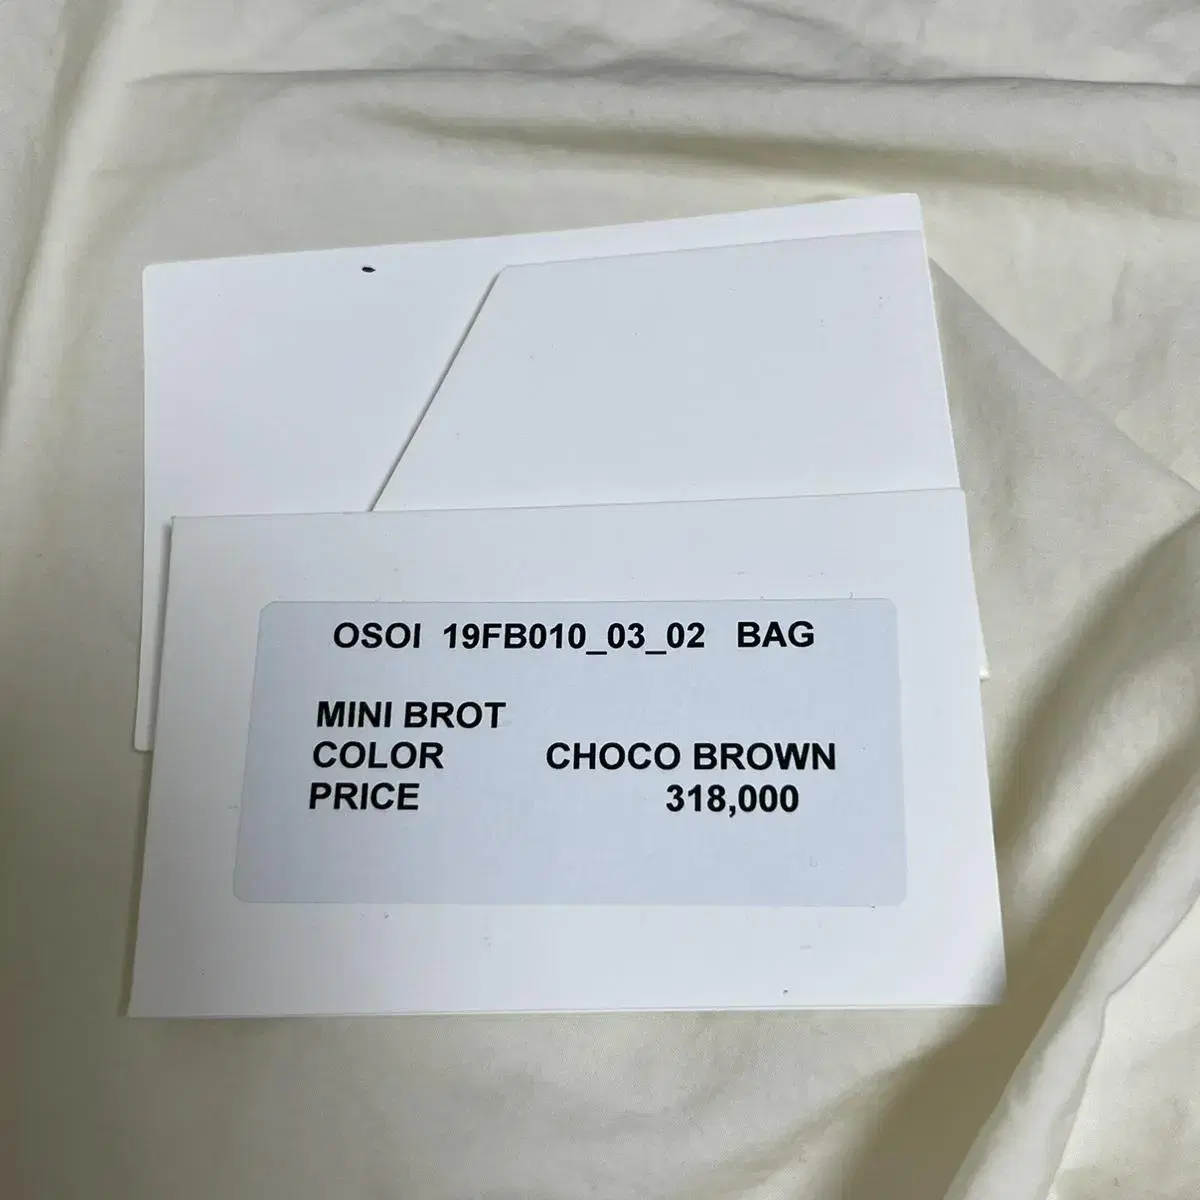 OSOI 19FB010_03_02 BAG
MINI BROT
COLOR CHOCO BROWN
PRICE 318,000